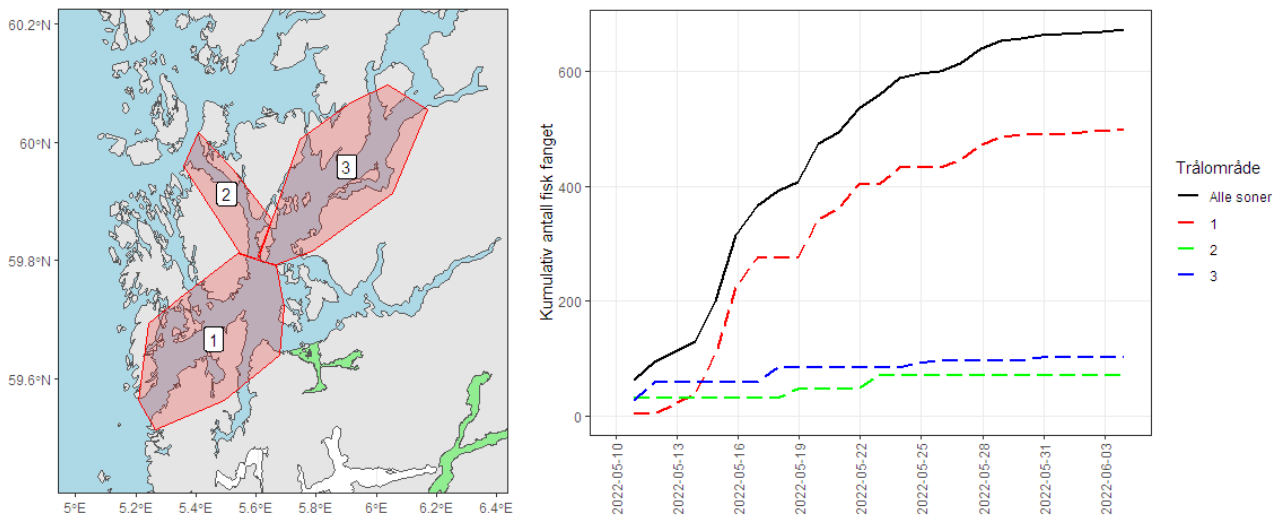 60.2°N
60°N
59.8°N
59.6°N
5°E
5.2°E
5.4°E
5.6°E
5.8°E
6°E
6.2°E
6.4°E
1
2
3
Kumulativ antall fisk fanget
600
400
200
0
2022-05-10
2022-05-13
2022-05-16
2022-05-19
2022-05-22
2022-05-25
2022-05-28
2022-05-31
2022-06-03
Trålområde
Alle soner
1
2
3